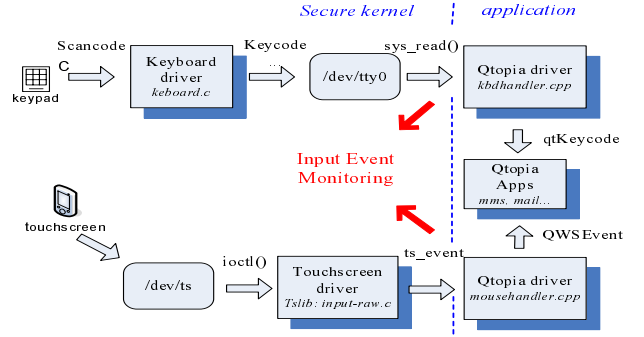 Secure kernel
application
Scancode
C
Keycode
...
sys_read()
Keyboard
driver
keboard.c
/dev/tty0
Qtopia driver
kbdhandler.cpp
keypad
qtKeycode
Input Event
Monitoring
Qtopia
Apps
mms, mail...
touchscreen
QWSEvent
ioctl()
ts_event
/dev/ts
Touchscreen
driver
Tslib: input-raw.c
Qtopia driver
mousehandler.cpp